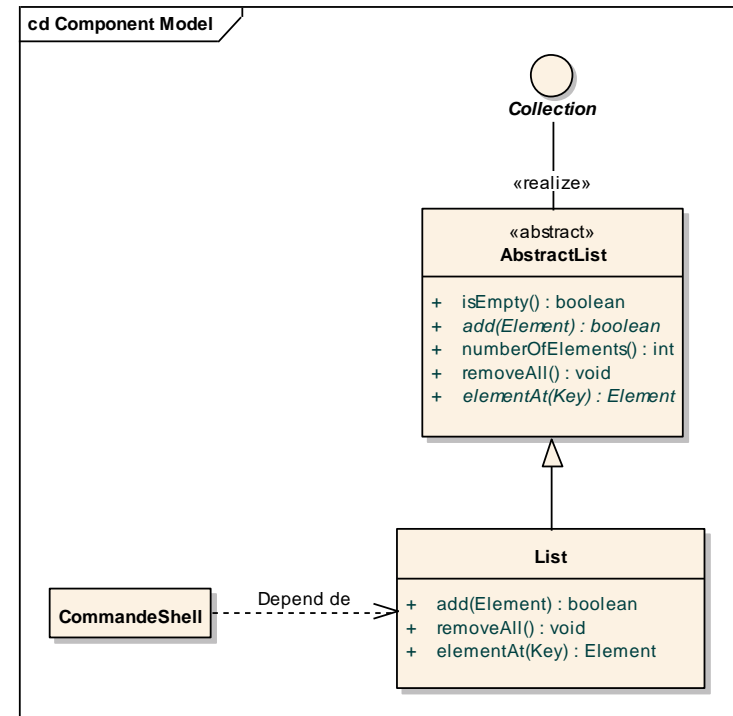 cd Component Model
Collection
«realize»
«abstract»
AbstractList
+ isEmpty() : boolean
+ add(Element) : boolean
+ numberOfElements() : int
+ removeAll() : void
+ elementAt(Key) : Element
List
+ add(Element) : boolean
+ removeAll() : void
+ elementAt(Key) : Element
CommandeShell
Depend de